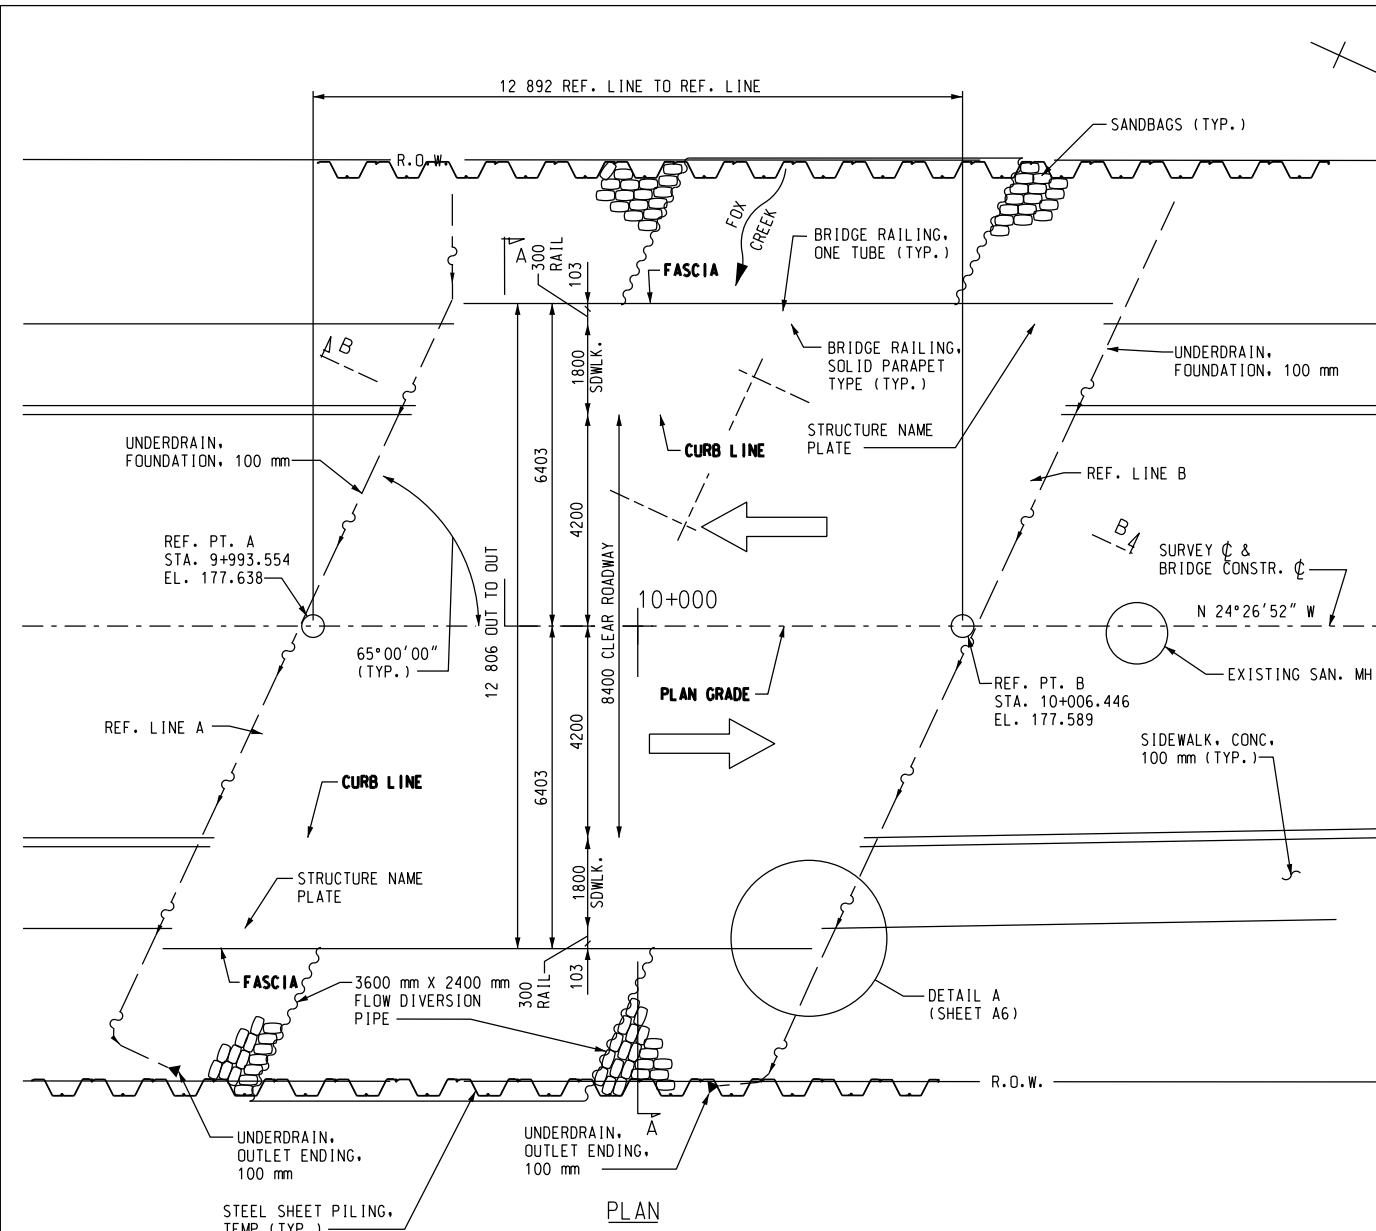 12 892 REF. LINE TO REF. LINE
SANDBAGS (TYP.)
R.O.W.
FOX
CREEK
BRIDGE RAILING,
ONE TUBE (TYP.)
A
300
RAIL
103
FASCIA
B
1800
SDWLK.
BRIDGE RAILING,
SOLID PARAPET
TYPE (TYP.)
UNDERDRAIN,
FOUNDATION, 100 mm
STRUCTURE NAME
PLATE
CURB LINE
UNDERDRAIN,
FOUNDATION, 100 mm
6403
4200
REF. LINE B
REF. PT. A
STA. 9+993.554
EL. 177.638
B
SURVEY ℄ &
BRIDGE CONSTR. ℄
12 806 OUT TO OUT
8400 CLEAR ROADWAY
10+000
N 24°26'52" W
65°00'00"
(TYP.)
PLAN GRADE
REF. PT. B
STA. 10+006.446
EL. 177.589
EXISTING SAN. MH
REF. LINE A
4200
6403
SIDEWALK, CONC,
100 mm (TYP.)
CURB LINE
STRUCTURE NAME
PLATE
1800
SDWLK.
FASCIA
3600 mm X 2400 mm
FLOW DIVERSION
PIPE
300
RAIL
103
DETAIL A
(SHEET A6)
R.O.W.
A
UNDERDRAIN,
OUTLET ENDING,
100 mm
UNDERDRAIN,
OUTLET ENDING,
100 mm
STEEL SHEET PILING,
TEMP (TYP.)
PLAN